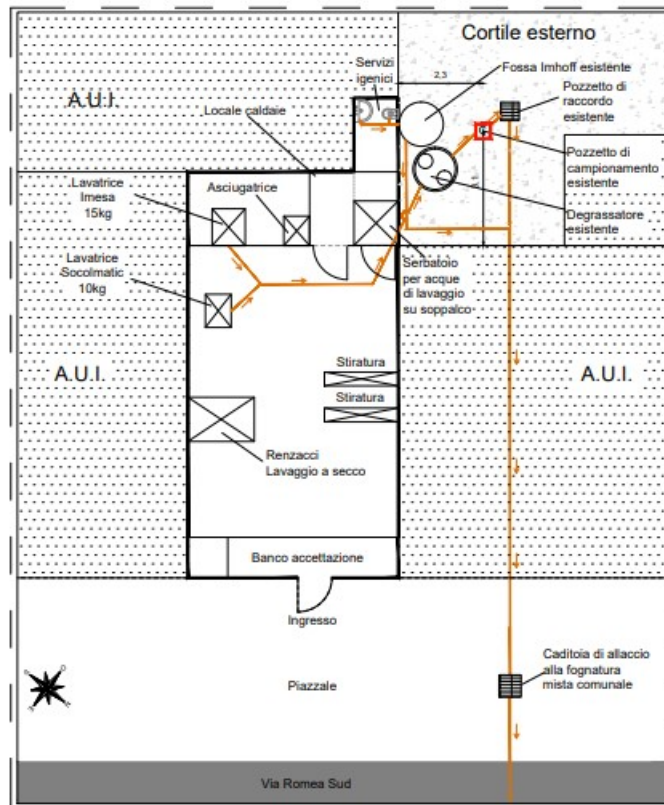 Cortile esterno
Servizi
igenici
2,3
Fossa Imhoff esistente
A.U.I.
Locale caldaie
Pozzetto di
raccordo
esistente
Lavatrice
Imesa
15kg
Asciugatrice
Pozzetto di
campionamento
esistente
Degrassatore
esistente
Lavatrice
Socolmatic
10kg
Serbatoio
per acque
di lavaggio
su soppalco
A.U.I.
Stiratura
A.U.I.
Stiratura
Renzacci
Lavaggio a secco
Banco accettazione
Ingresso
Piazzale
Caditoia di allaccio
alla fognatura
mista comunale
Via Romea Sud